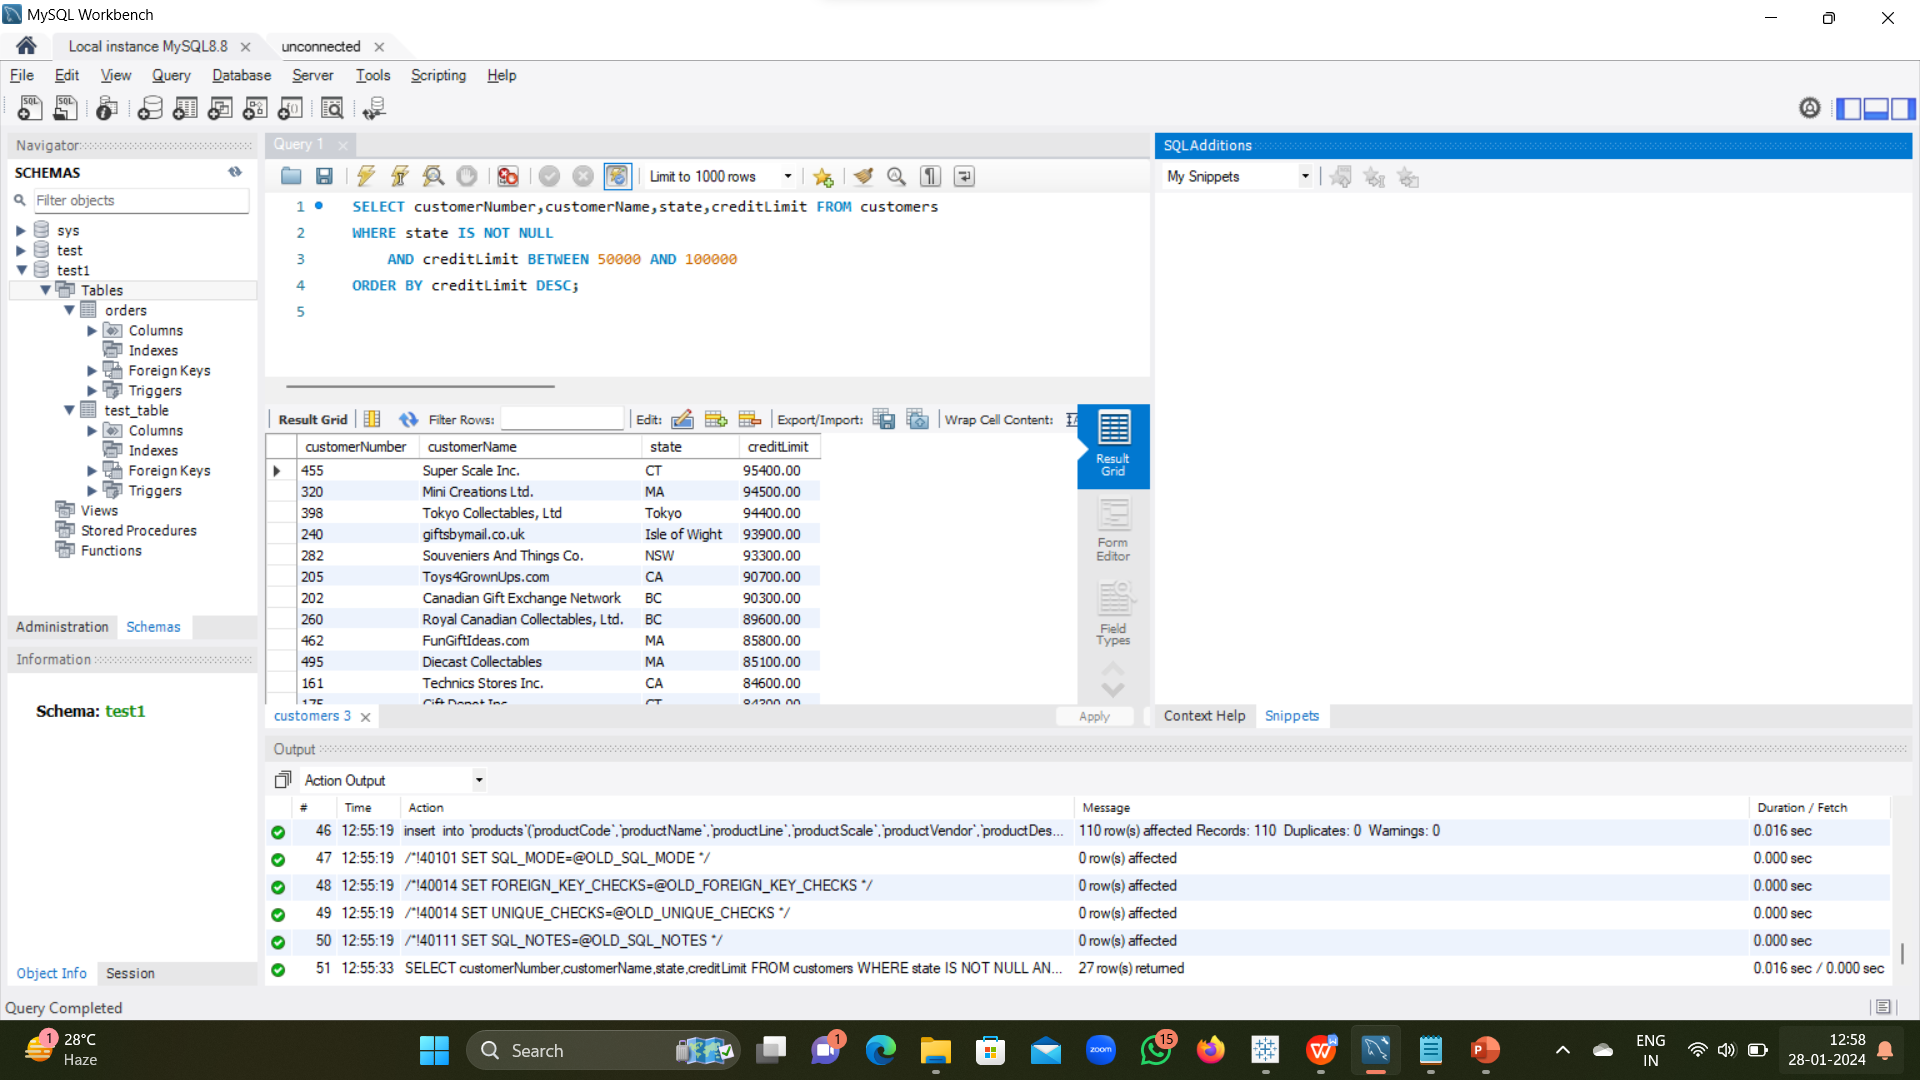 MySQL Workbench
Local instance MySQL8.8
unconnected
File Edit View Query Database Server Tools Scripting Help
Navigator
SCHEMAS
Filter objects
sys
test
test1
Tables
orders
Columns
Indexes
Foreign Keys
Triggers
test_table
Columns
Indexes
Foreign Keys
Triggers
Views
Stored Procedures
Functions
Administration Schemas
Information
Schema: test1
Object Info Session
Query 1
Limit to 1000 rows
1 SELECT customerNumber,customerName,state,creditLimit FROM customers
2 WHERE state IS NOT NULL
3 AND creditLimit BETWEEN 50000 AND 100000
4 ORDER BY creditLimit DESC;
5
Result Grid Filter Rows: Edit: Export/Import: Wrap Cell Content:
customerNumber customerName state creditLimit
455 Super Scale Inc. CT 95400.00
320 Mini Creations Ltd. MA 94500.00
398 Tokyo Collectables, Ltd Tokyo 94400.00
240 giftsbymail.co.uk Isle of Wight 93900.00
282 Souveniers And Things Co. NSW 93300.00
205 Toys4GrownUps.com CA 90700.00
202 Canadian Gift Exchange Network BC 90300.00
260 Royal Canadian Collectables, Ltd. BC 89600.00
462 FunGiftIdeas.com MA 85800.00
495 Diecast Collectables MA 85100.00
161 Technics Stores Inc. CA 84600.00
175 Gift Depot Inc. CT 84300.00
Result
Grid
Form
Editor
Field
Types
customers 3
Apply
SQLAdditions
My Snippets
Context Help Snippets
Output
Action Output
# Time Action Message Duration / Fetch
46 12:55:19 insert into `products`(`productCode`,`productName`,`productLine`,`productScale`,`productVendor`,`productDes... 110 row(s) affected Records: 110 Duplicates: 0 Warnings: 0 0.016 sec
47 12:55:19 /*!40101 SET SQL_MODE=@OLD_SQL_MODE */ 0 row(s) affected 0.000 sec
48 12:55:19 /*!40014 SET FOREIGN_KEY_CHECKS=@OLD_FOREIGN_KEY_CHECKS */ 0 row(s) affected 0.000 sec
49 12:55:19 /*!40014 SET UNIQUE_CHECKS=@OLD_UNIQUE_CHECKS */ 0 row(s) affected 0.000 sec
50 12:55:19 /*!40111 SET SQL_NOTES=@OLD_SQL_NOTES */ 0 row(s) affected 0.000 sec
51 12:55:33 SELECT customerNumber,customerName,state,creditLimit FROM customers WHERE state IS NOT NULL AN... 27 row(s) returned 0.016 sec / 0.000 sec
Query Completed
1
28°C
Haze
Search
1
zoom
15
ENG
IN
12:58
28-01-2024